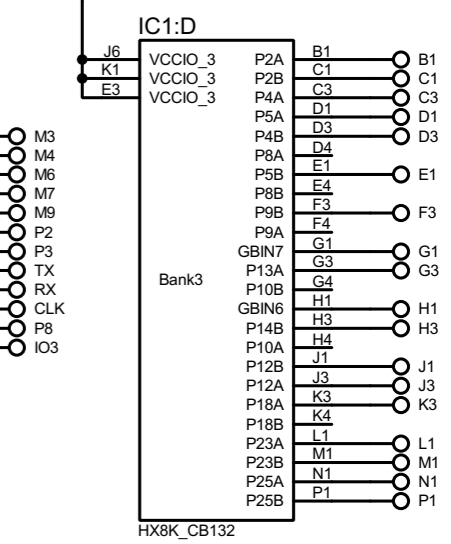 IC1:D
J6 VCCIO_3 P2A B1 B1
K1 VCCIO_3 P2B C1 C1
E3 VCCIO_3 P4A C3 C3
P5A D1 D1
M3 P4B D3 D3
M4 P8A D4
M6 P5B E1 E1
M7 P8B E4
M9 P9B F3 F3
P2 P9A F4
P3 GBIN7 G1 G1
TX P13A G3 G3
RX Bank3 P10B G4
CLK GBIN6 H1 H1
P8 P14B H3 H3
IO3 P10A H4
P12B J1 J1
P12A J3 J3
P18A K3 K3
P18B K4
P23A L1 L1
P23B M1 M1
P25A N1 N1
P25B P1 P1
HX8K_CB132